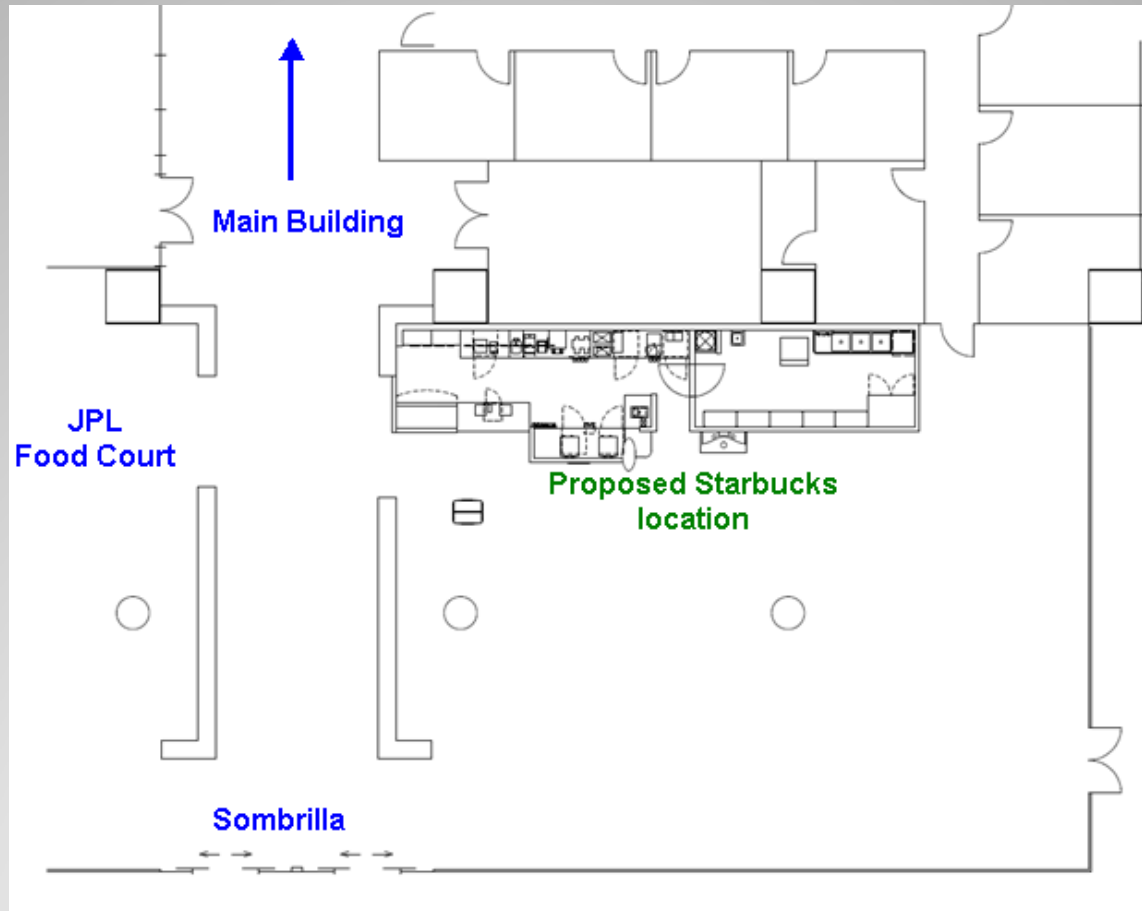 Main Building
JPL
Food Court
Proposed Starbucks
location
Sombrilla